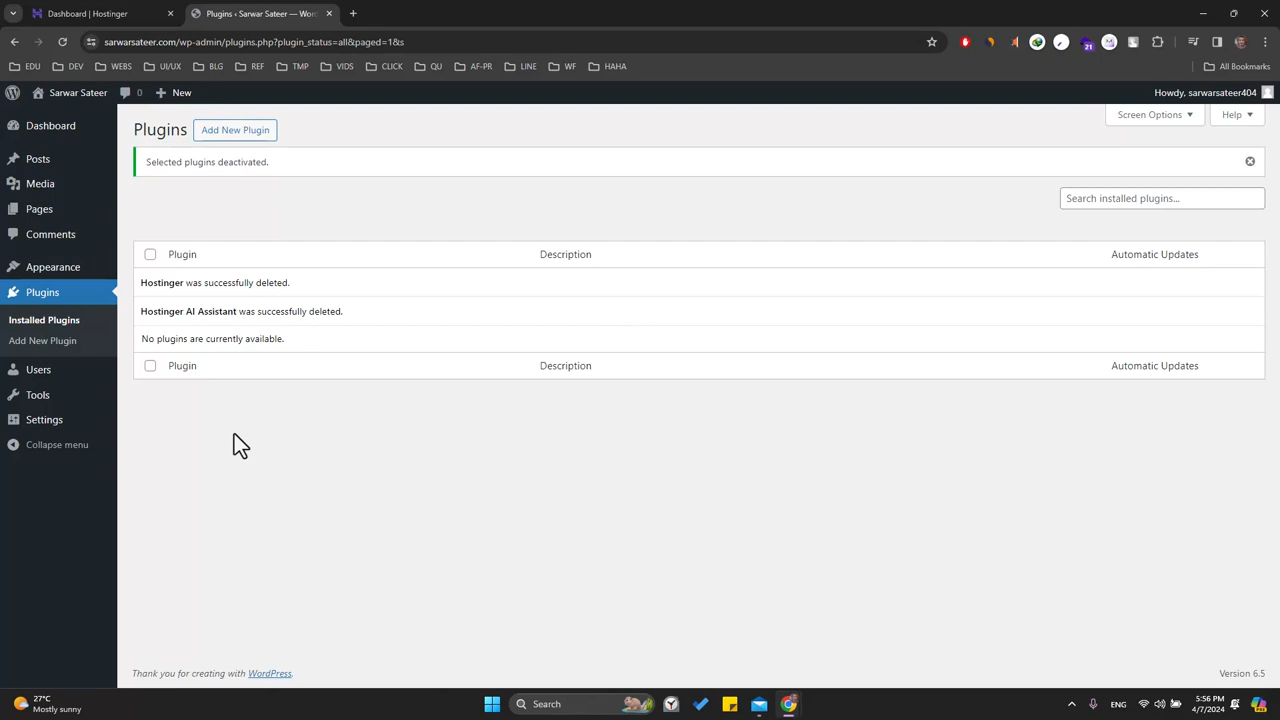 Dashboard | Hostinger
Plugins ‹ Sarwar Sateer — Wor
sarwarsateer.com/wp-admin/plugins.php?plugin_status=all&paged=1&s
21
EDU DEV WEBS UI/UX BLG REF TMP VIDS CLICK QU AF-PR LINE WF HAHA All Bookmarks
Sarwar Sateer 0 New Howdy, sarwarsateer404
Dashboard
Posts
Media
Pages
Comments
Appearance
Plugins
Installed Plugins
Add New Plugin
Users
Tools
Settings
Collapse menu
Screen Options Help
Plugins Add New Plugin
Selected plugins deactivated.
Search installed plugins...
Plugin Description Automatic Updates
Hostinger was successfully deleted.
Hostinger AI Assistant was successfully deleted.
No plugins are currently available.
Plugin Description Automatic Updates
Thank you for creating with WordPress. Version 6.5
27°C
Mostly sunny
Search
ENG
5:56 PM
4/7/2024